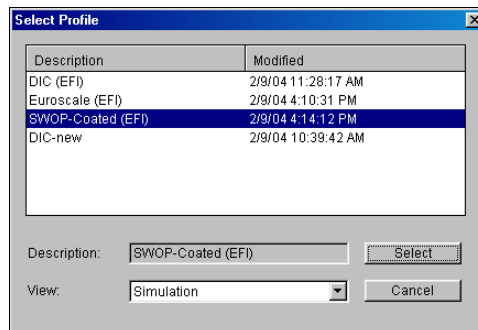 Select Profile
Description Modified
DIC (EFI) 2/9/04 11:28:17 AM
Euroscale (EFI) 2/9/04 4:10:31 PM
SWOP-Coated (EFI) 2/9/04 4:14:12 PM
DIC-new 2/9/04 10:39:42 AM
Description: SWOP-Coated (EFI) Select
View: Simulation Cancel